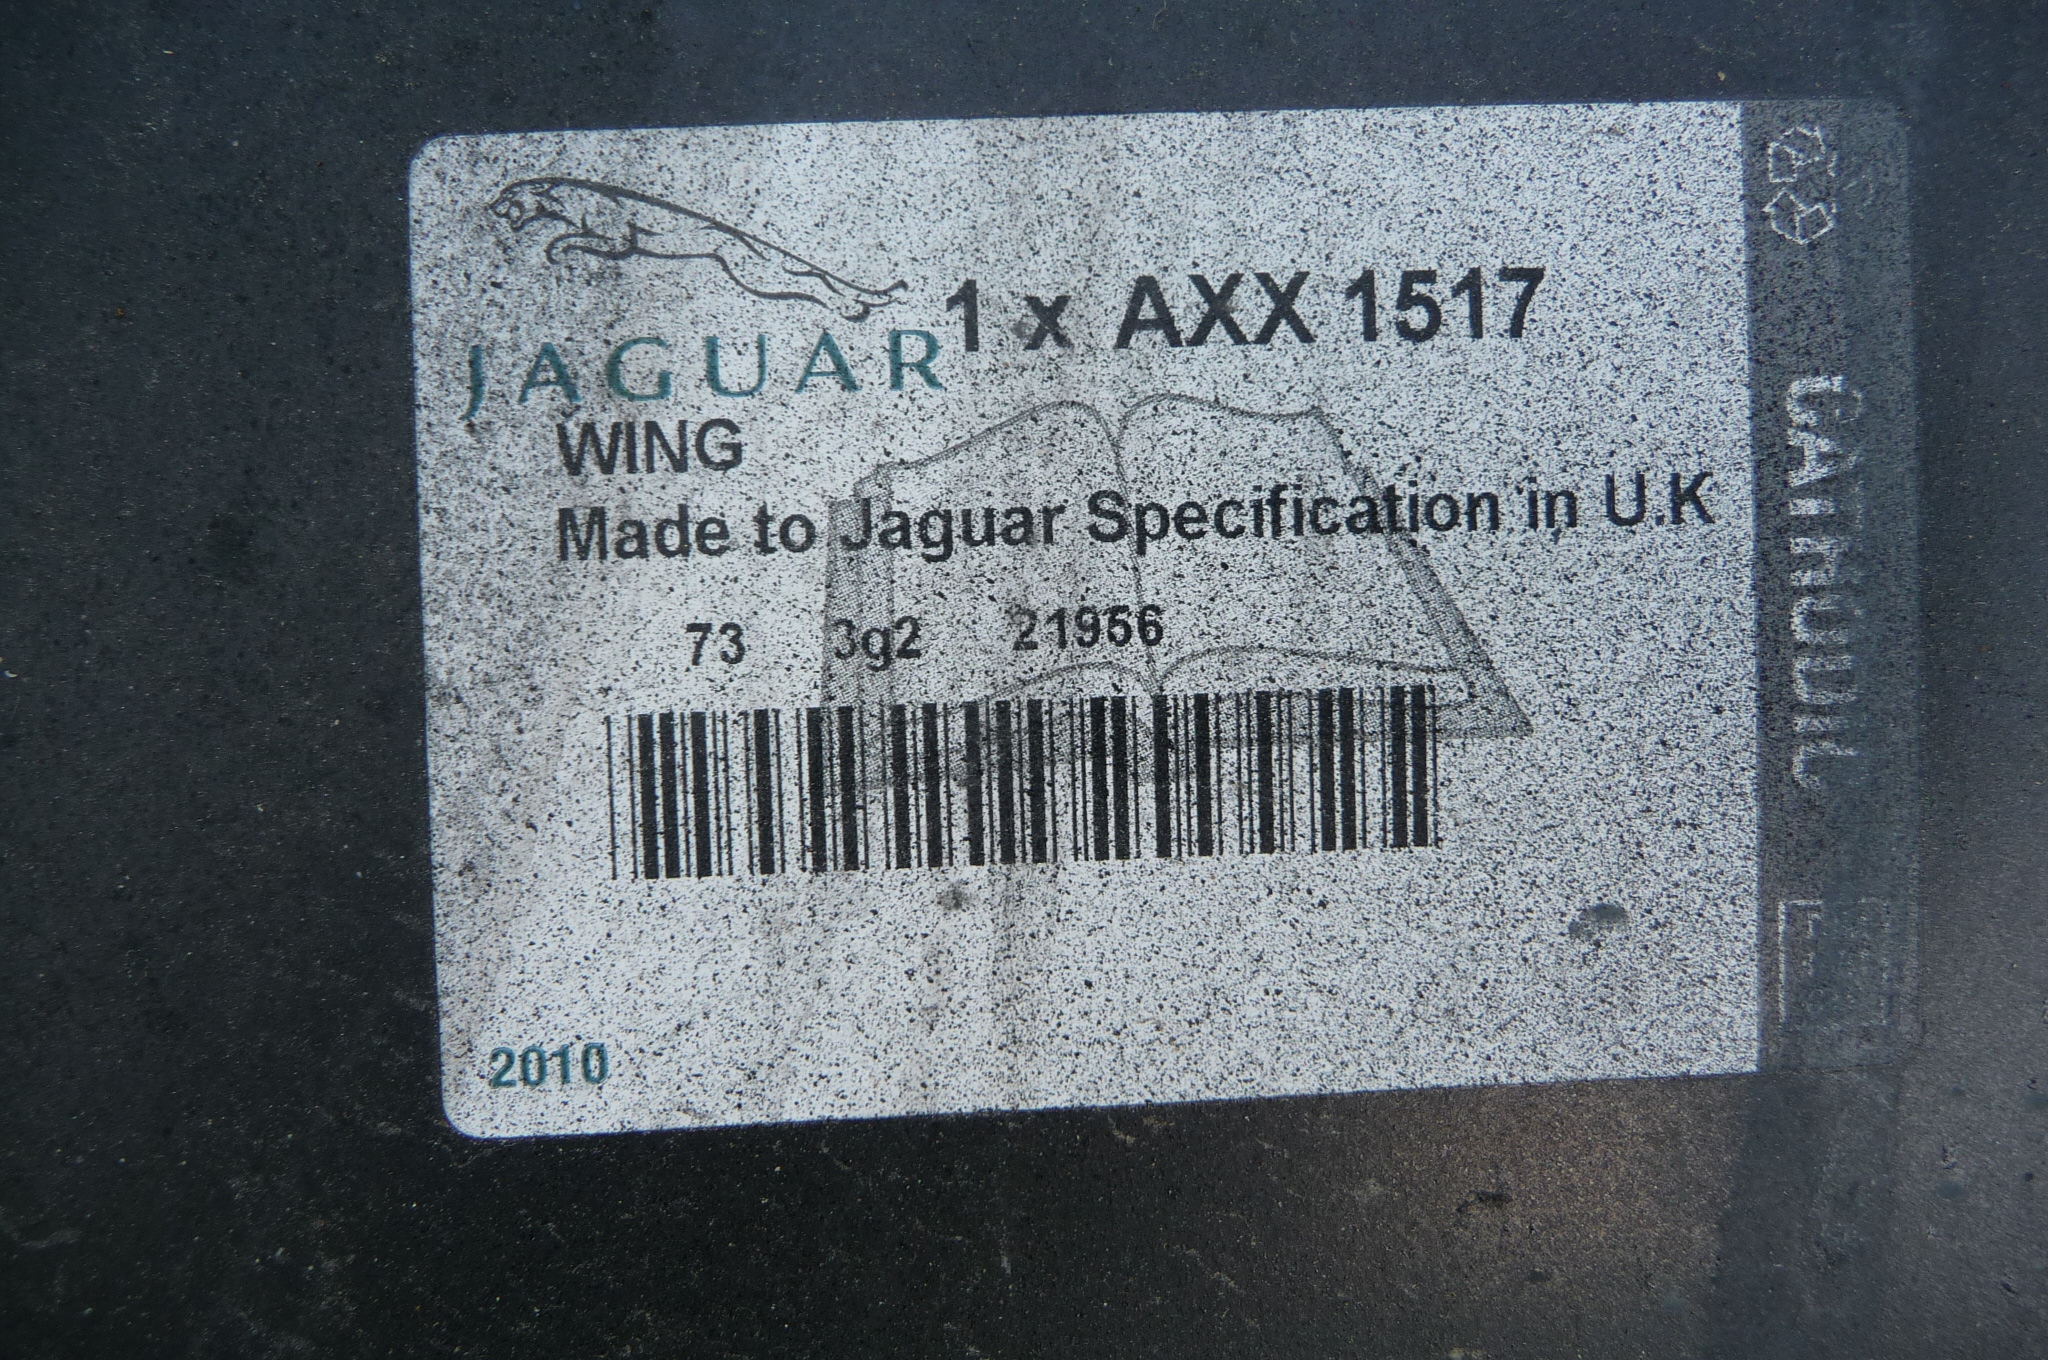 JAGUAR
1 x AXX 1517
WING
Made to Jaguar Specification in U.K
73 3g2 21956
2010